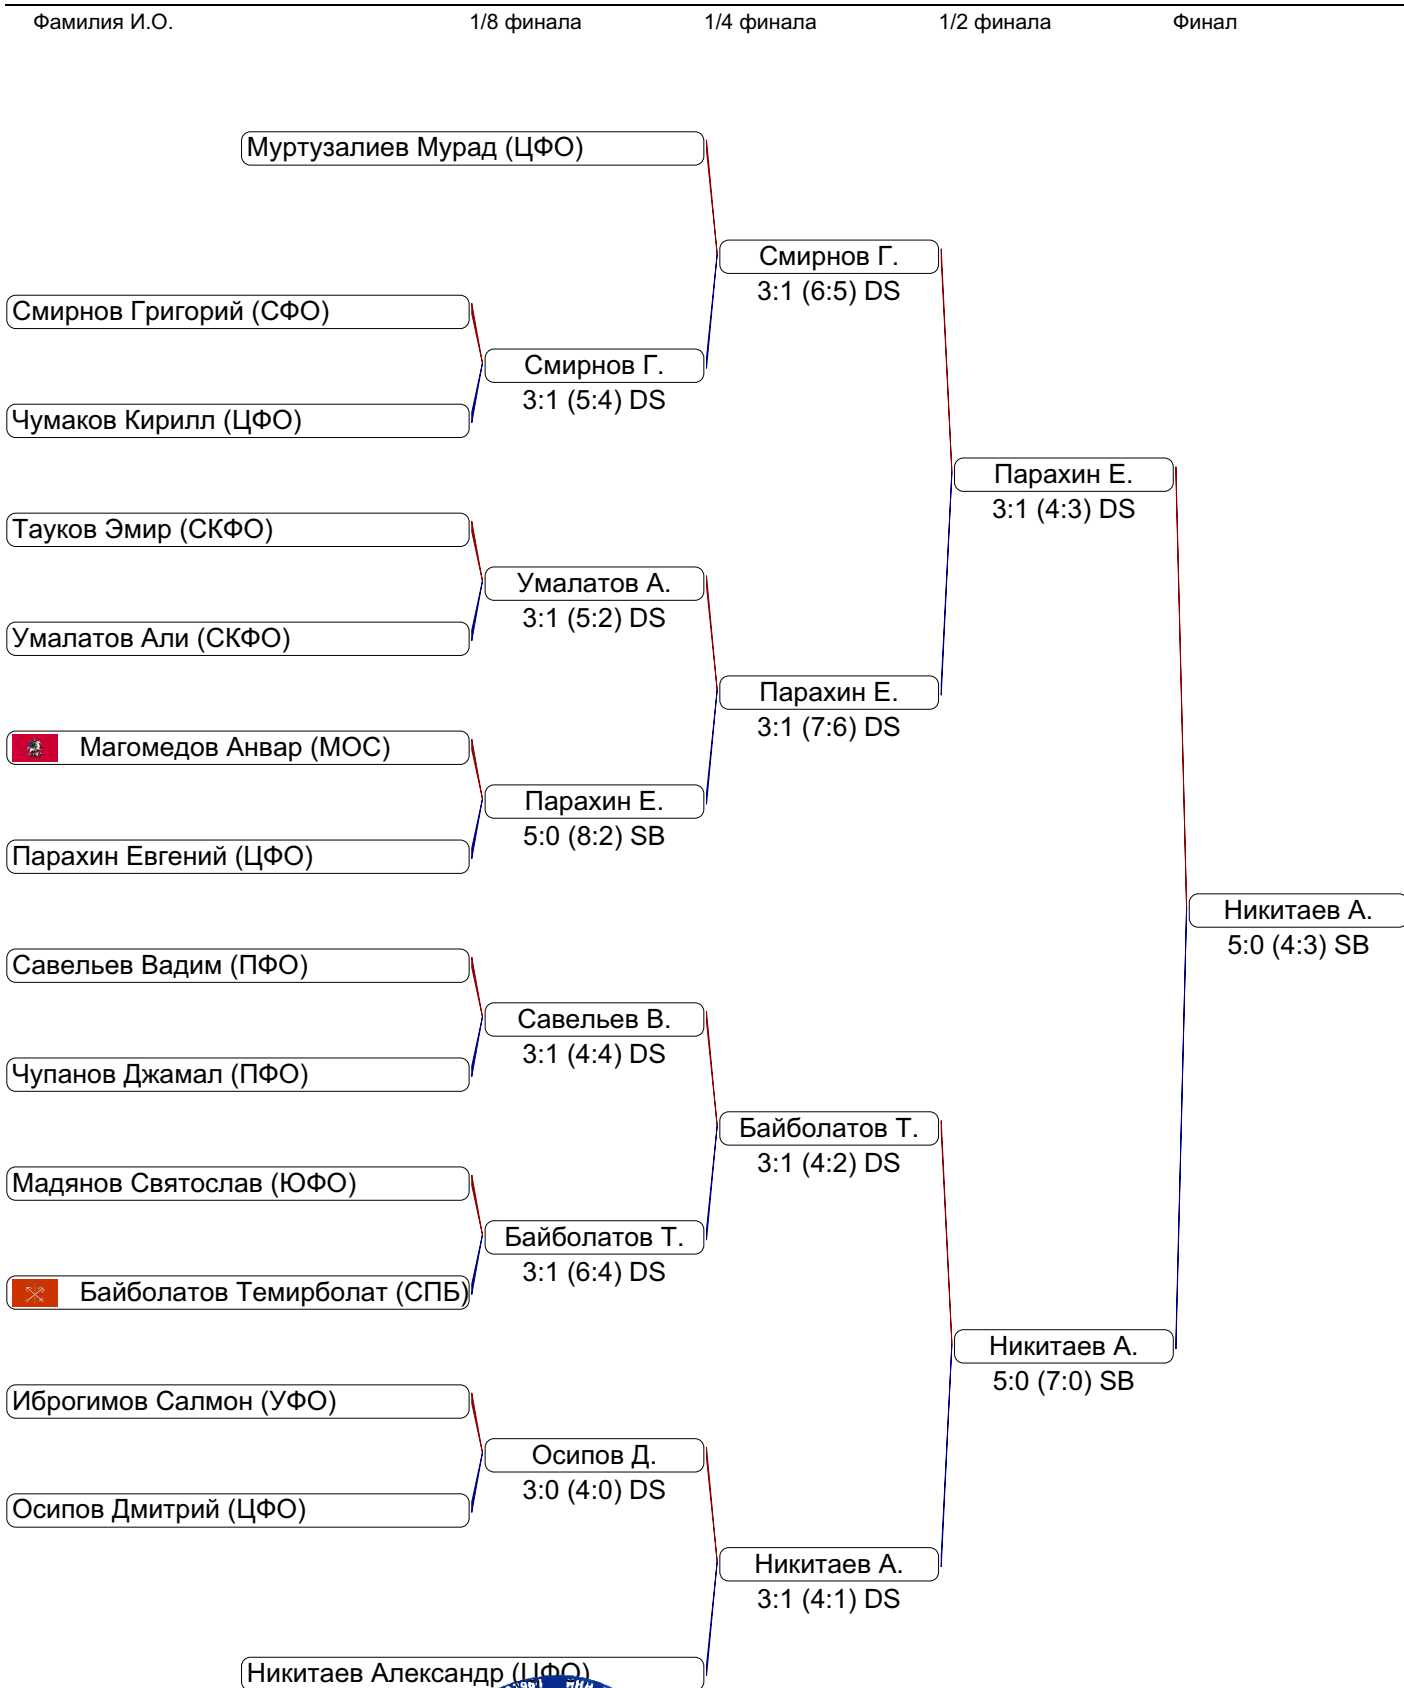 Фамилия И.О. 1/8 финала 1/4 финала 1/2 финала Финал
Муртузалиев Мурад (ЦФО)
Смирнов Г.
3:1 (6:5) DS
Смирнов Григорий (СФО)
Смирнов Г.
3:1 (5:4) DS
Чумаков Кирилл (ЦФО)
Парахин Е.
3:1 (4:3) DS
Тауков Эмир (СКФО)
Умалатов А.
3:1 (5:2) DS
Умалатов Али (СКФО)
Парахин Е.
3:1 (7:6) DS
Магомедов Анвар (МОС)
Парахин Е.
5:0 (8:2) SB
Парахин Евгений (ЦФО)
Никитаев А.
5:0 (4:3) SB
Савельев Вадим (ПФО)
Савельев В.
3:1 (4:4) DS
Чупанов Джамал (ПФО)
Байболатов Т.
3:1 (4:2) DS
Мадянов Святослав (ЮФО)
Байболатов Т.
3:1 (6:4) DS
Байболатов Темирболат (СПБ)
Никитаев А.
5:0 (7:0) SB
Иброгимов Салмон (УФО)
Осипов Д.
3:0 (4:0) DS
Осипов Дмитрий (ЦФО)
Никитаев А.
3:1 (4:1) DS
Никитаев Александр (ЦФО)